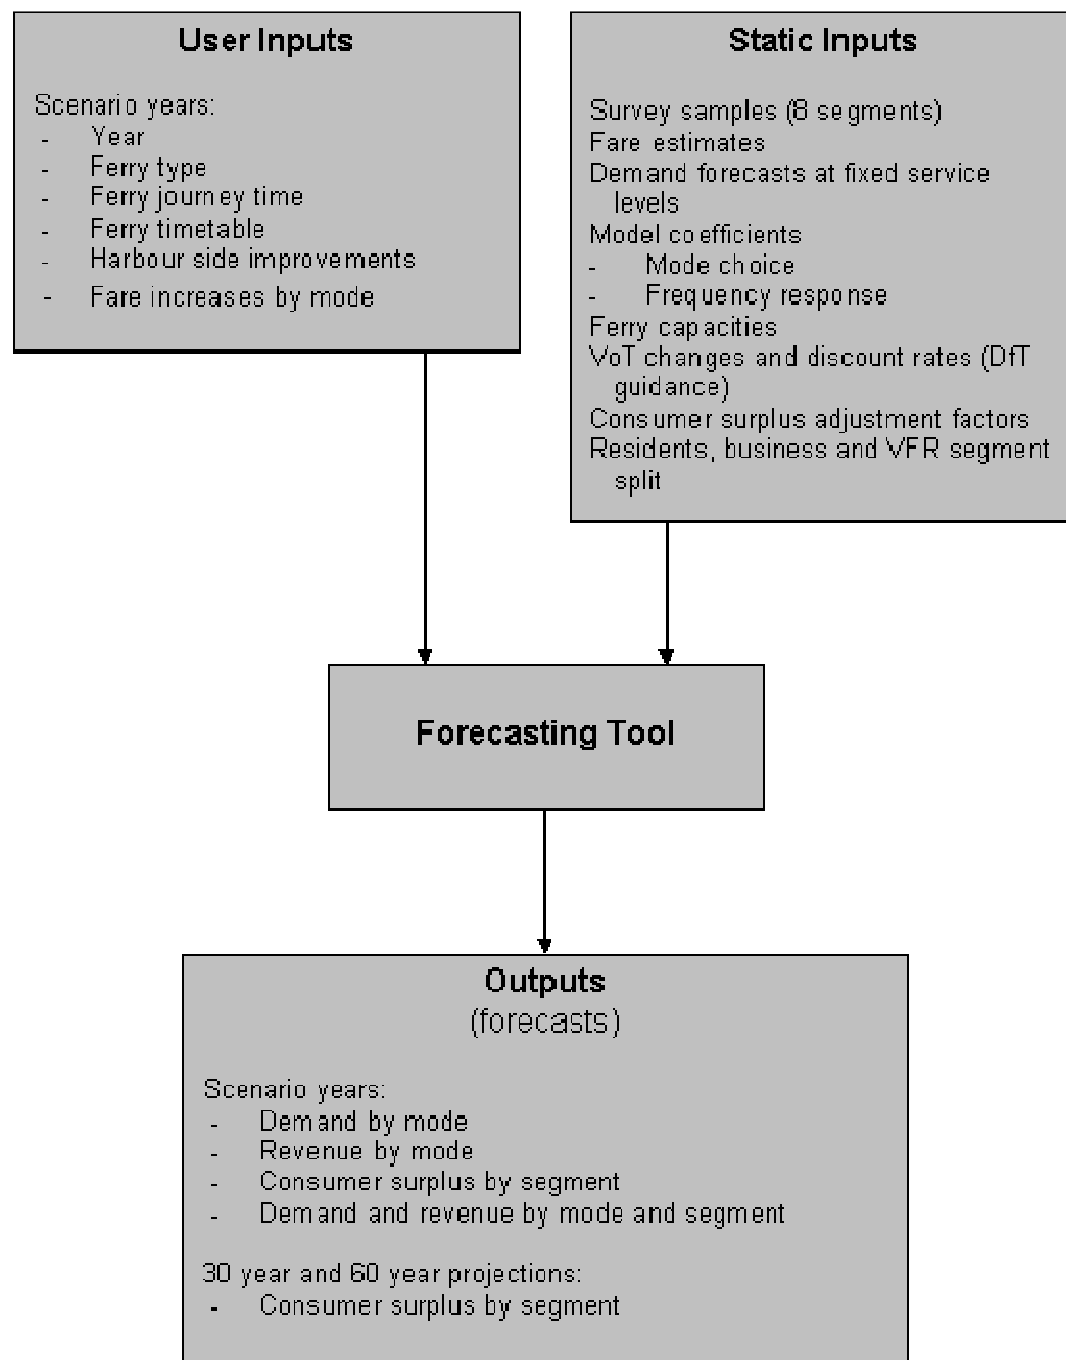 User Inputs
Scenario years:
- Year
- Ferry type
- Ferry journey time
- Ferry timetable
- Harbour side improvements
- Fare increases by mode
Static Inputs
Survey samples (8 segments)
Fare estimates
Demand forecasts at fixed service
levels
Model coefficients
- Mode choice
- Frequency response
Ferry capacities
VoT changes and discount rates (DfT
guidance)
Consumer surplus adjustment factors
Residents, business and VFR segment
split
Forecasting Tool
Outputs
(forecasts)
Scenario years:
- Demand by mode
- Revenue by mode
- Consumer surplus by segment
- Demand and revenue by mode and segment
30 year and 60 year projections:
- Consumer surplus by segment